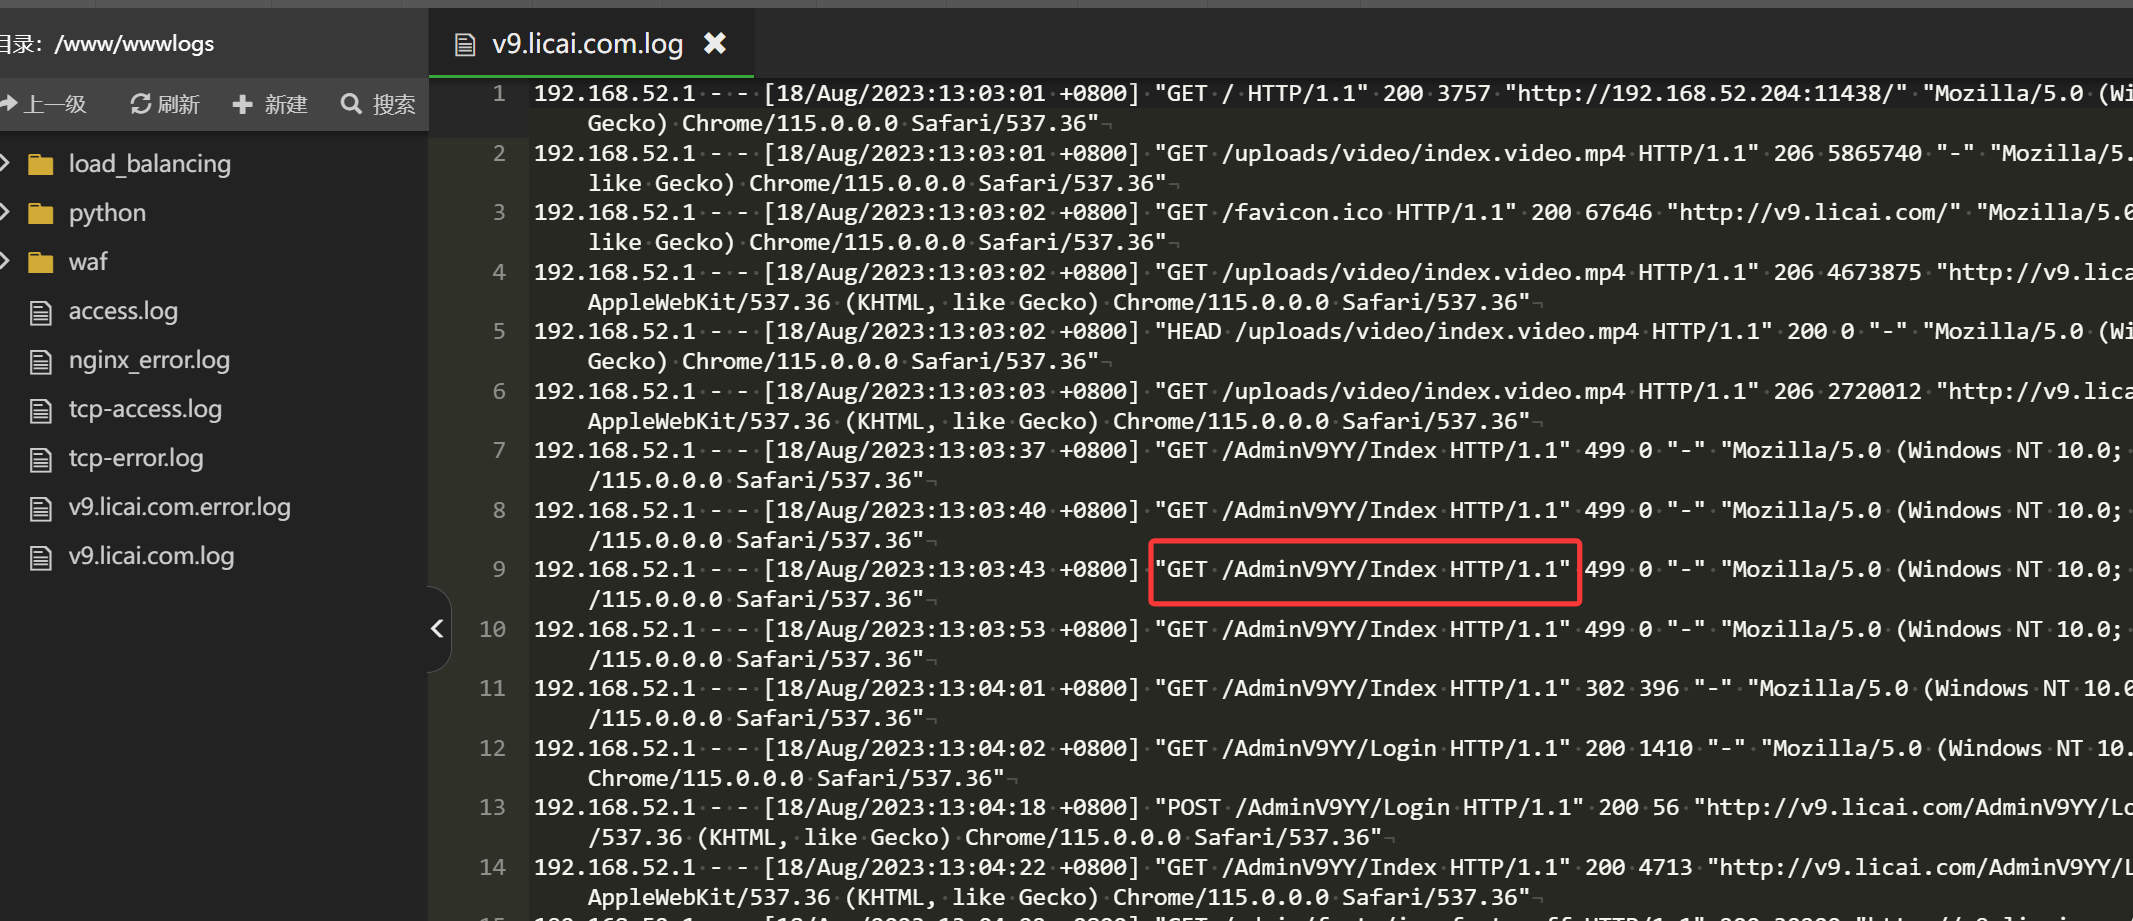 目录：/www/wwwlogs
上一级 刷新 新建 搜索
load_balancing
python
waf
access.log
nginx_error.log
tcp-access.log
tcp-error.log
v9.licai.com.error.log
v9.licai.com.log
v9.licai.com.log
1 192.168.52.1 - - [18/Aug/2023:13:03:01 +0800] "GET / HTTP/1.1" 200 3757 "http://192.168.52.204:11438/" "Mozilla/5.0 (Wi
Gecko) Chrome/115.0.0.0 Safari/537.36"
2 192.168.52.1 - - [18/Aug/2023:13:03:01 +0800] "GET /uploads/video/index.video.mp4 HTTP/1.1" 206 5865740 "-" "Mozilla/5.
like Gecko) Chrome/115.0.0.0 Safari/537.36"
3 192.168.52.1 - - [18/Aug/2023:13:03:02 +0800] "GET /favicon.ico HTTP/1.1" 200 67646 "http://v9.licai.com/" "Mozilla/5.0
like Gecko) Chrome/115.0.0.0 Safari/537.36"
4 192.168.52.1 - - [18/Aug/2023:13:03:02 +0800] "GET /uploads/video/index.video.mp4 HTTP/1.1" 206 4673875 "http://v9.lica
AppleWebKit/537.36 (KHTML, like Gecko) Chrome/115.0.0.0 Safari/537.36"
5 192.168.52.1 - - [18/Aug/2023:13:03:02 +0800] "HEAD /uploads/video/index.video.mp4 HTTP/1.1" 200 0 "-" "Mozilla/5.0 (Wi
Gecko) Chrome/115.0.0.0 Safari/537.36"
6 192.168.52.1 - - [18/Aug/2023:13:03:03 +0800] "GET /uploads/video/index.video.mp4 HTTP/1.1" 206 2720012 "http://v9.lica
AppleWebKit/537.36 (KHTML, like Gecko) Chrome/115.0.0.0 Safari/537.36"
7 192.168.52.1 - - [18/Aug/2023:13:03:37 +0800] "GET /AdminV9YY/Index HTTP/1.1" 499 0 "-" "Mozilla/5.0 (Windows NT 10.0;
/115.0.0.0 Safari/537.36"
8 192.168.52.1 - - [18/Aug/2023:13:03:40 +0800] "GET /AdminV9YY/Index HTTP/1.1" 499 0 "-" "Mozilla/5.0 (Windows NT 10.0;
/115.0.0.0 Safari/537.36"
9 192.168.52.1 - - [18/Aug/2023:13:03:43 +0800] "GET /AdminV9YY/Index HTTP/1.1" 499 0 "-" "Mozilla/5.0 (Windows NT 10.0;
/115.0.0.0 Safari/537.36"
10 192.168.52.1 - - [18/Aug/2023:13:03:53 +0800] "GET /AdminV9YY/Index HTTP/1.1" 499 0 "-" "Mozilla/5.0 (Windows NT 10.0;
/115.0.0.0 Safari/537.36"
11 192.168.52.1 - - [18/Aug/2023:13:04:01 +0800] "GET /AdminV9YY/Index HTTP/1.1" 302 396 "-" "Mozilla/5.0 (Windows NT 10.0
/115.0.0.0 Safari/537.36"
12 192.168.52.1 - - [18/Aug/2023:13:04:02 +0800] "GET /AdminV9YY/Login HTTP/1.1" 200 1410 "-" "Mozilla/5.0 (Windows NT 10.
Chrome/115.0.0.0 Safari/537.36"
13 192.168.52.1 - - [18/Aug/2023:13:04:18 +0800] "POST /AdminV9YY/Login HTTP/1.1" 200 56 "http://v9.licai.com/AdminV9YY/Lo
/537.36 (KHTML, like Gecko) Chrome/115.0.0.0 Safari/537.36"
14 192.168.52.1 - - [18/Aug/2023:13:04:22 +0800] "GET /AdminV9YY/Index HTTP/1.1" 200 4713 "http://v9.licai.com/AdminV9YY/L
AppleWebKit/537.36 (KHTML, like Gecko) Chrome/115.0.0.0 Safari/537.36"